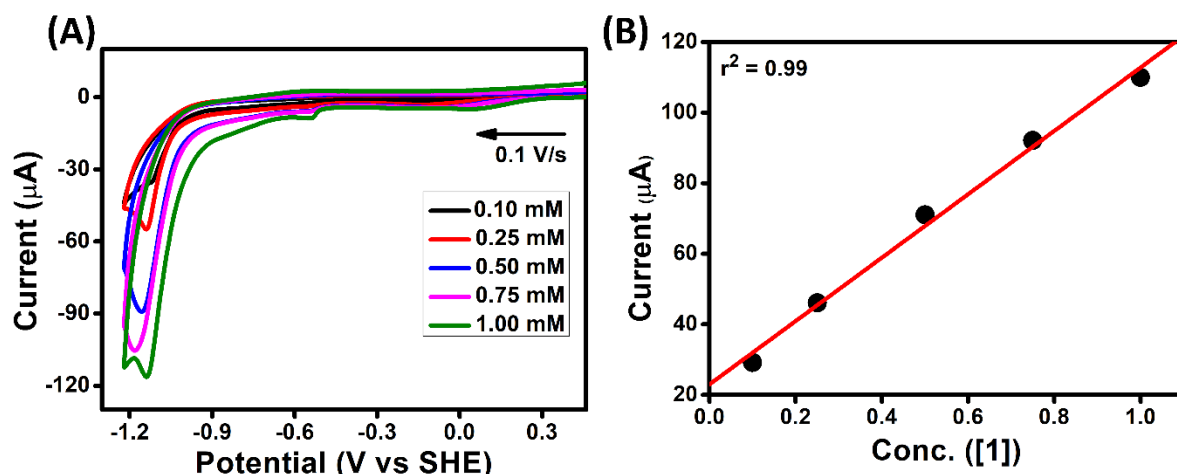 (A)
0
-30
-60
-90
-120
Current (μA)
0.1 V/s
0.10 mM
0.25 mM
0.50 mM
0.75 mM
1.00 mM
-1.2 -0.9 -0.6 -0.3 0.0 0.3
Potential (V vs SHE)
(B)
r² = 0.99
120
100
80
60
40
20
Current (μA)
0.0 0.2 0.4 0.6 0.8 1.0
Conc. ([1])